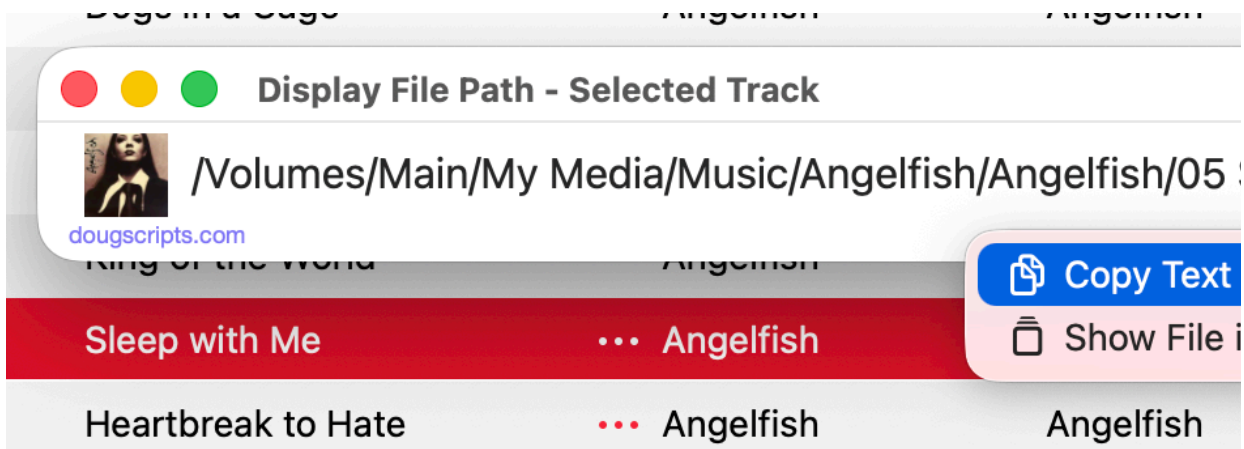 Display File Path - Selected Track
/Volumes/Main/My Media/Music/Angelfish/Angelfish/05
dougscripts.com
King of the World Angelfish
Copy Text
Sleep with Me ••• Angelfish
Show File
Heartbreak to Hate ••• Angelfish Angelfish